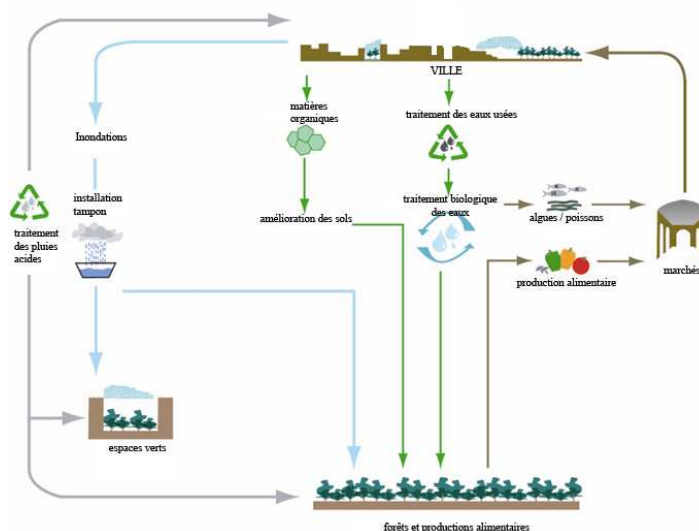 VILLE
matières
organiques
traitement des eaux usées
Inondations
installation
tampon
traitement
des pluies
acides
amélioration des sols
traitement biologique
des eaux
algues / poissons
production alimentaire
marchés
espaces verts
forêts et productions alimentaires